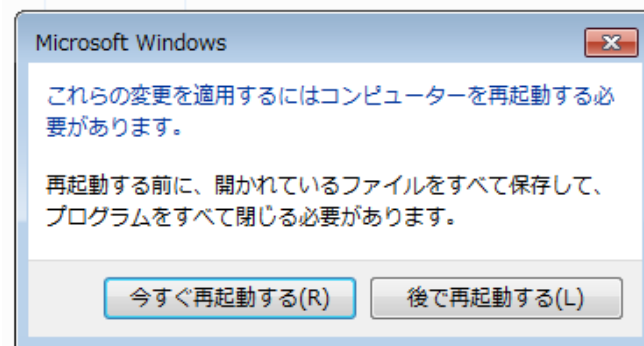 Microsoft Windows
これらの変更を適用するにはコンピューターを再起動する必
要があります。
再起動する前に、開かれているファイルをすべて保存して、
プログラムをすべて閉じる必要があります。
今すぐ再起動する(R)
後で再起動する(L)